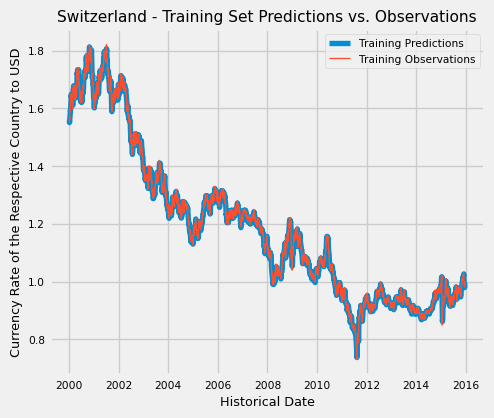 Switzerland - Training Set Predictions vs. Observations
Training Predictions
Training Observations
Currency Rate of the Respective Country to USD
1.8
1.6
1.4
1.2
1.0
0.8
2000 2002 2004 2006 2008 2010 2012 2014 2016
Historical Date